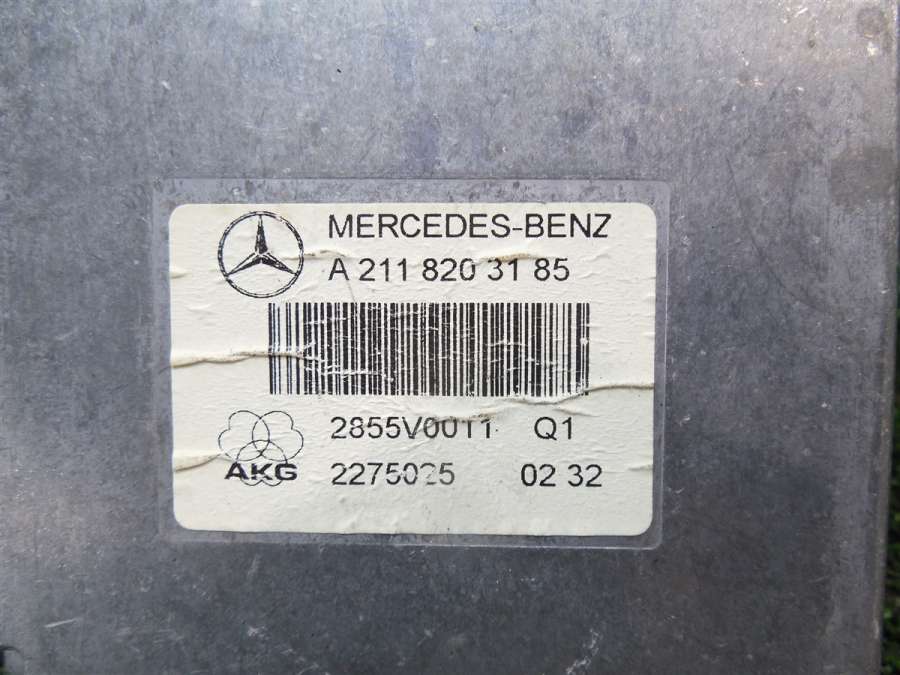 MERCEDES-BENZ
A 211 820 31 85
2855V0011 Q1
AKG 2275025 02 32